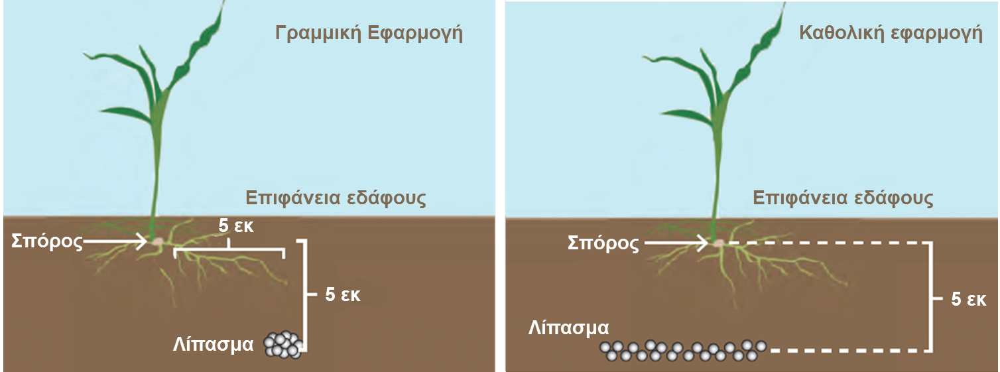 Γραμμική Εφαρμογή
Επιφάνεια εδάφους
5 εκ
Σπόρος
5 εκ
Λίπασμα
Καθολική εφαρμογή
Επιφάνεια εδάφους
Σπόρος
5 εκ
Λίπασμα